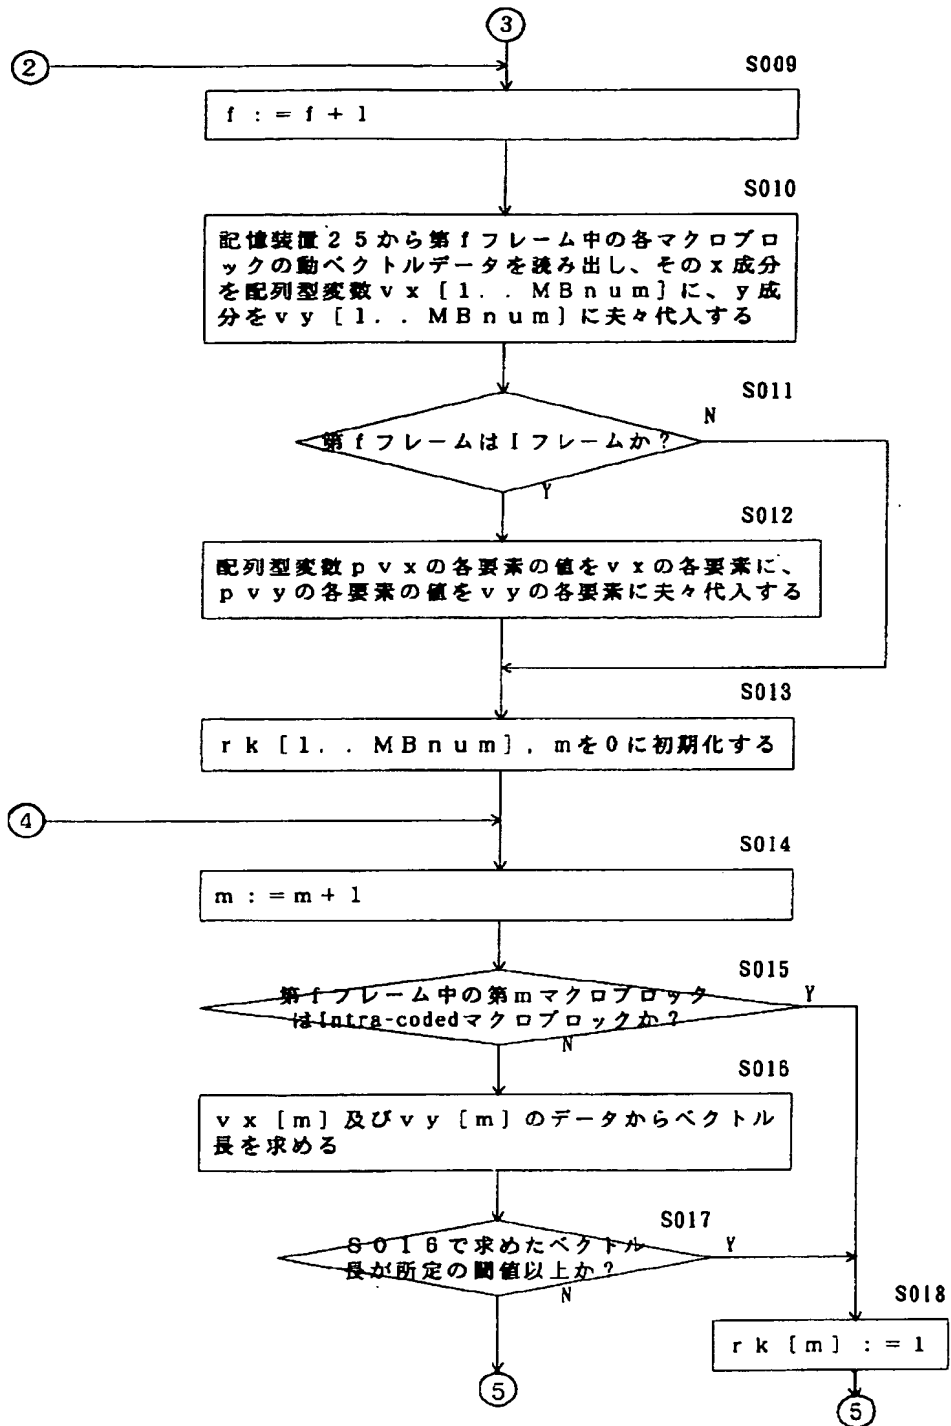 ③
②
S009
f:=f+1
S010
記憶装置25から第fフレーム中の各マクロブロ
ックの動ベクトルデータを読み出し、そのx成分
を配列型変数vx[1..MBnum]に、y成
分をvy[1..MBnum]に夫々代入する
S011
N
第fフレームはIフレームか?
Y
S012
配列型変数pvxの各要素の値をvxの各要素に、
pvyの各要素の値をvyの各要素に夫々代入する
S013
rk[1..MBnum],mを0に初期化する
④
S014
m:=m+1
S015
Y
第fフレーム中の第mマクロブロック
はIntra-codedマクロブロックか?
N
S016
vx[m]及びvy[m]のデータからベクトル
長を求める
S017
Y
S016で求めたベクトル
長が所定の閾値以上か?
N
S018
rk[m]:=1
⑤
⑤